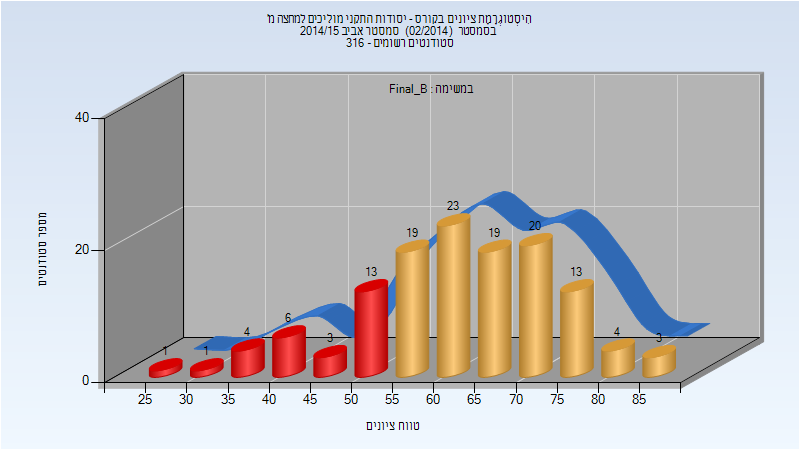 היסטוגרמת ציונים בקורס - יסודות התקני מוליכים למחצה מ'
בסמסטר (02/2014) סמסטר אביב 2014/15
סטודנטים רשומים - 316
במשימה : Final_B
מספר סטודנטים
40
20
0
1
1
4
6
3
13
19
23
19
20
13
4
3
25 30 35 40 45 50 55 60 65 70 75 80 85
טווח ציונים